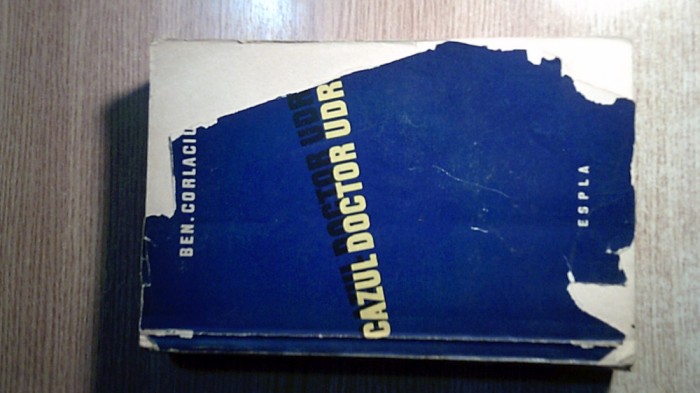 BEN. CORLACIU
CAZUL DOCTOR UDR
ESPLA